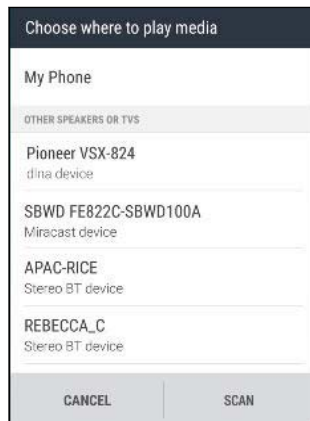 Choose where to play media
My Phone
OTHER SPEAKERS OR TVS
Pioneer VSX-824
dlna device
SBWD FE822C-SBWD100A
Miracast device
APAC-RICE
Stereo BT device
REBECCA_C
Stereo BT device
CANCEL
SCAN